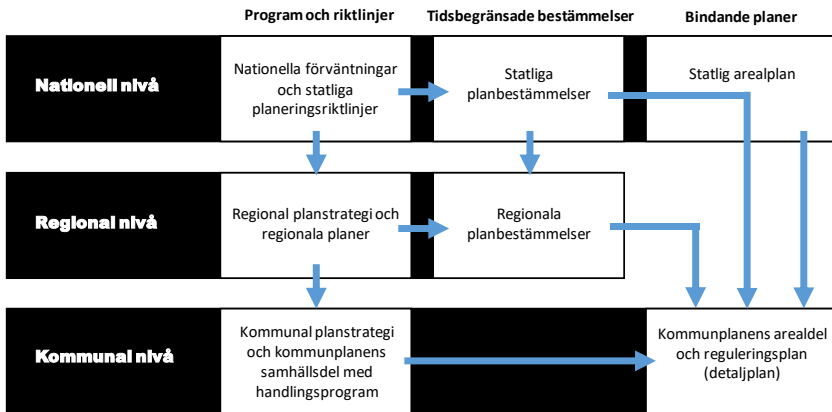 Program och riktlinjer
Tidsbegränsade bestämmelser
Bindande planer
Nationell nivå
Nationella förväntningar
och statliga
planeringsriktlinjer
Statliga
planbestämmelser
Statlig arealplan
Regional nivå
Regional planstrategi och
regionala planer
Regionala
planbestämmelser
Kommunal nivå
Kommunal planstrategi
och kommunplanens
samhällsdel med
handlingsprogram
Kommunplanens arealdel
och reguleringsplan
(detaljplan)